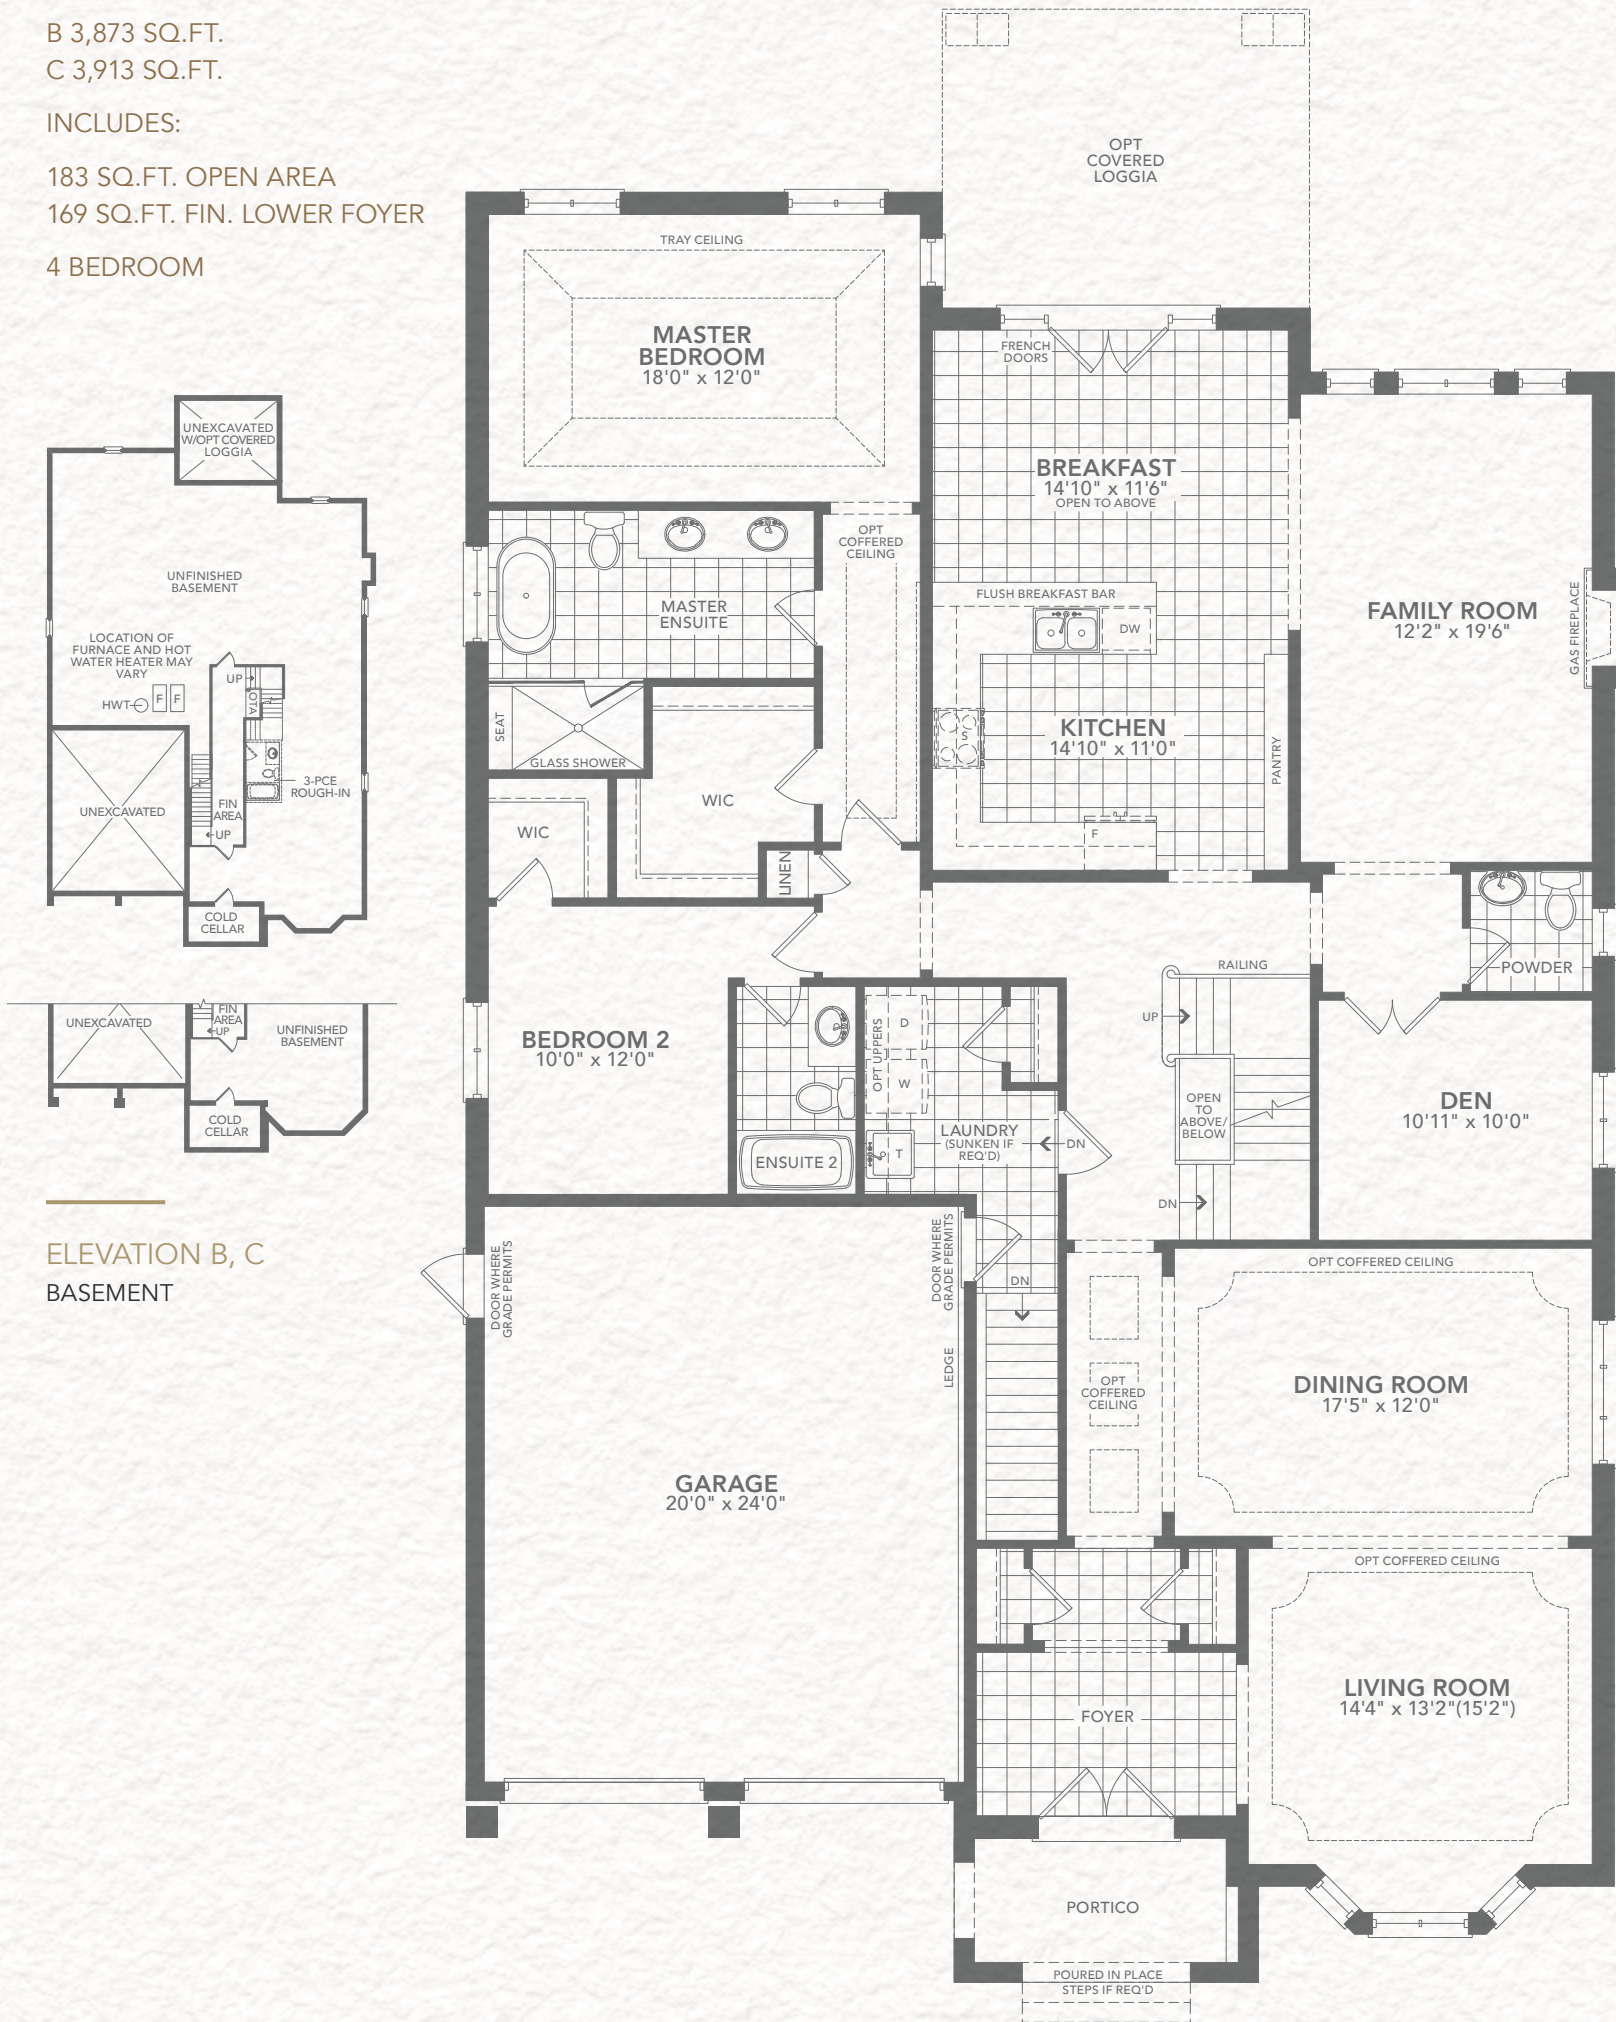 B 3,873 SQ.FT.
C 3,913 SQ.FT.
INCLUDES:
183 SQ.FT. OPEN AREA
169 SQ.FT. FIN. LOWER FOYER
4 BEDROOM
UNEXCAVATED
W/OPT COVERED
LOGGIA
UNFINISHED
BASEMENT
LOCATION OF
FURNACE AND HOT
WATER HEATER MAY
VARY
HWT
F
F
UP
OTA
3-PCE
ROUGH-IN
UNEXCAVATED
FIN
AREA
UP
COLD
CELLAR
UNEXCAVATED
FIN
AREA
UP
UNFINISHED
BASEMENT
COLD
CELLAR
ELEVATION B, C
BASEMENT
OPT
COVERED
LOGGIA
TRAY CEILING
MASTER
BEDROOM
18'0" x 12'0"
FRENCH
DOORS
BREAKFAST
14'10" x 11'6"
OPEN TO ABOVE
OPT
COFFERED
CEILING
MASTER
ENSUITE
FLUSH BREAKFAST BAR
DW
FAMILY ROOM
12'2" x 19'6"
GAS FIREPLACE
SEAT
GLASS SHOWER
S
KITCHEN
14'10" x 11'0"
PANTRY
WIC
WIC
F
LINEN
POWDER
RAILING
UP
BEDROOM 2
10'0" x 12'0"
OPT UPPERS
D
W
OPEN
TO
ABOVE/
BELOW
DEN
10'11" x 10'0"
LAUNDRY
(SUNKEN IF
REQ'D)
DN
T
ENSUITE 2
DN
DOOR WHERE
GRADE PERMITS
DOOR WHERE
GRADE PERMITS
DN
OPT COFFERED CEILING
LEDGE
OPT
COFFERED
CEILING
DINING ROOM
17'5" x 12'0"
GARAGE
20'0" x 24'0"
OPT COFFERED CEILING
LIVING ROOM
14'4" x 13'2"(15'2")
FOYER
PORTICO
POURED IN PLACE
STEPS IF REQ'D